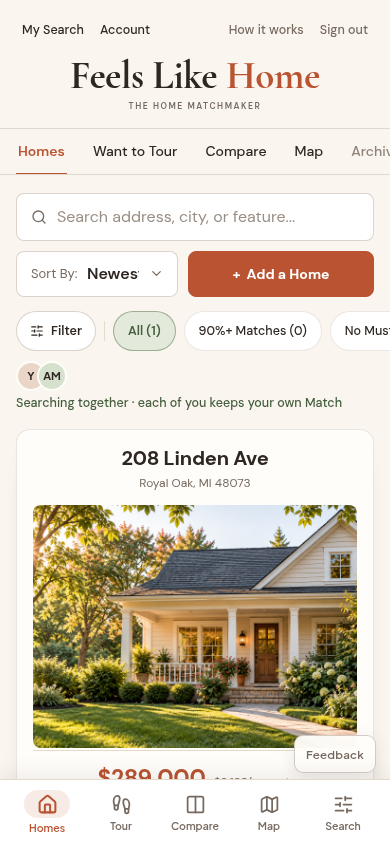 My Search Account How it works Sign out
Feels Like Home
THE HOME MATCHMAKER
Homes Want to Tour Compare Map Archiv
Search address, city, or feature...
Sort By: Newes
+ Add a Home
Filter All (1) 90%+ Matches (0) No Mus
Y AM
Searching together · each of you keeps your own Match
208 Linden Ave
Royal Oak, MI 48073
Feedback
$289,000
Homes Tour Compare Map Search